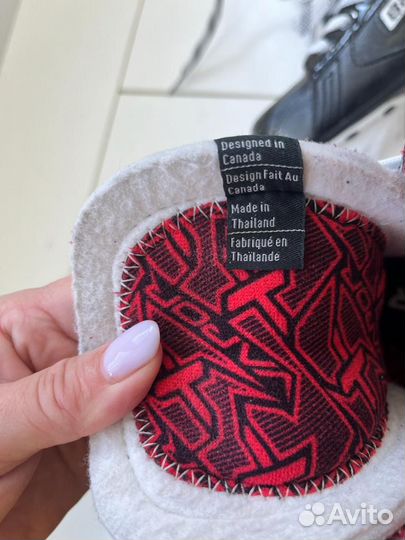 Designed in
Canada
Design Fait Au
Canada
Made in
Thailand
Fabriqué en
Thaïlande
Avito